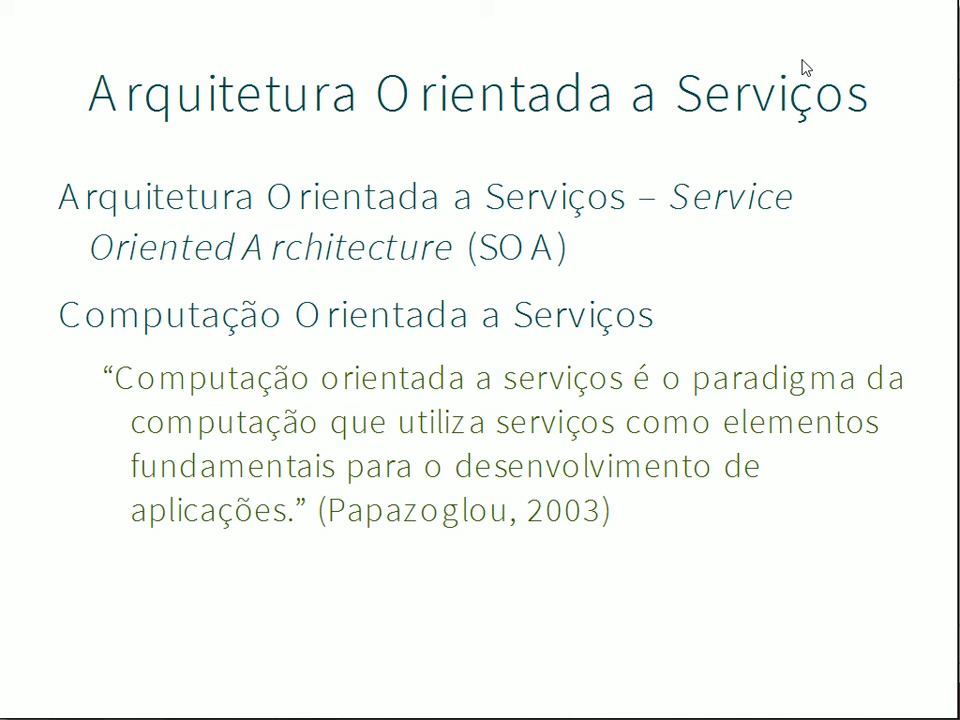 Arquitetura Orientada a Serviços
Arquitetura Orientada a Serviços – Service
Oriented Architecture (SOA)
Computação Orientada a Serviços
“Computação orientada a serviços é o paradigma da
computação que utiliza serviços como elementos
fundamentais para o desenvolvimento de
aplicações.” (Papazoglou, 2003)